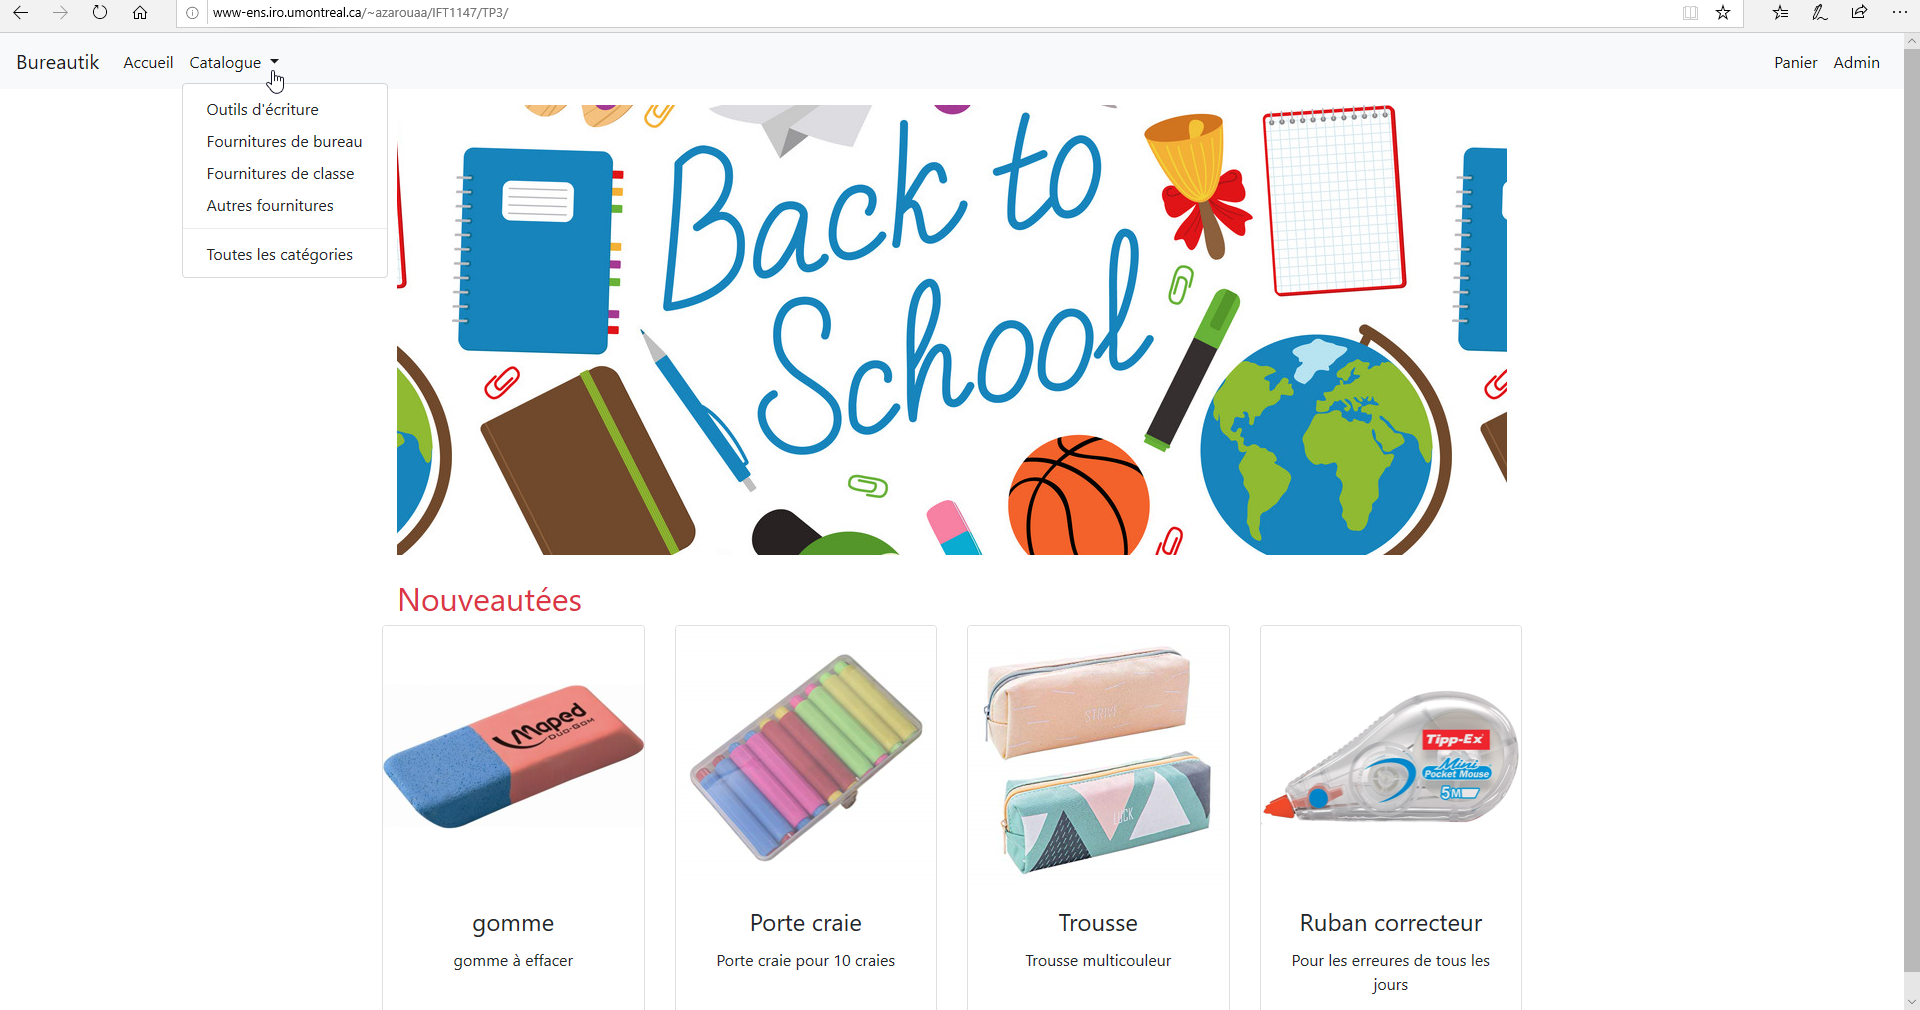 www-ens.iro.umontreal.ca/~azarouaa/IFT1147/TP3/
Bureautik Accueil Catalogue Panier Admin
Outils d'écriture
Fournitures de bureau
Fournitures de classe
Autres fournitures
Toutes les catégories
Back to
School
Nouveautées
Maped
Duo-Gom
STRIVE
LUCK
Tipp-Ex
Mini
Pocket Mouse
5M
gomme
gomme à effacer
Porte craie
Porte craie pour 10 craies
Trousse
Trousse multicouleur
Ruban correcteur
Pour les erreures de tous les
jours